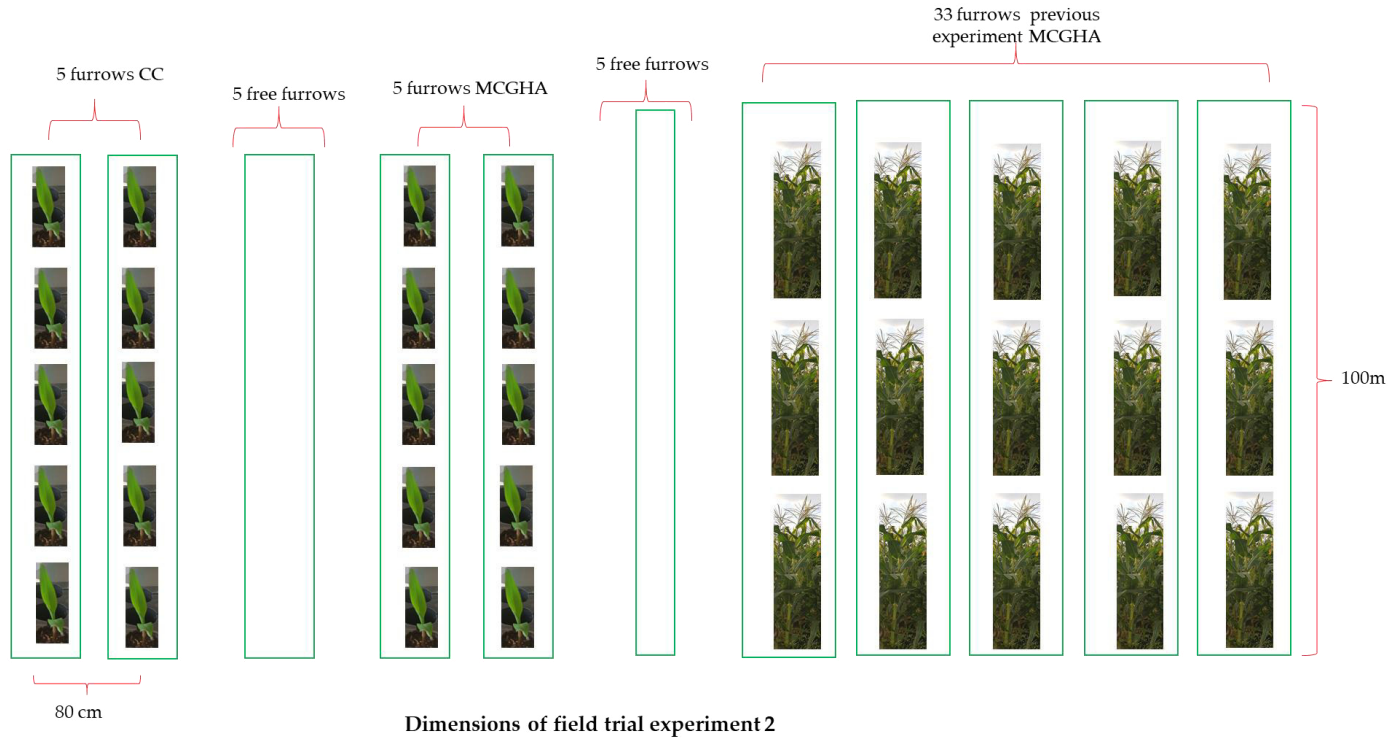 33 furrows previous
experiment MCGHA
5 furrows CC
5 free furrows
5 furrows MCGHA
5 free furrows
100m
80 cm
Dimensions of field trial experiment 2